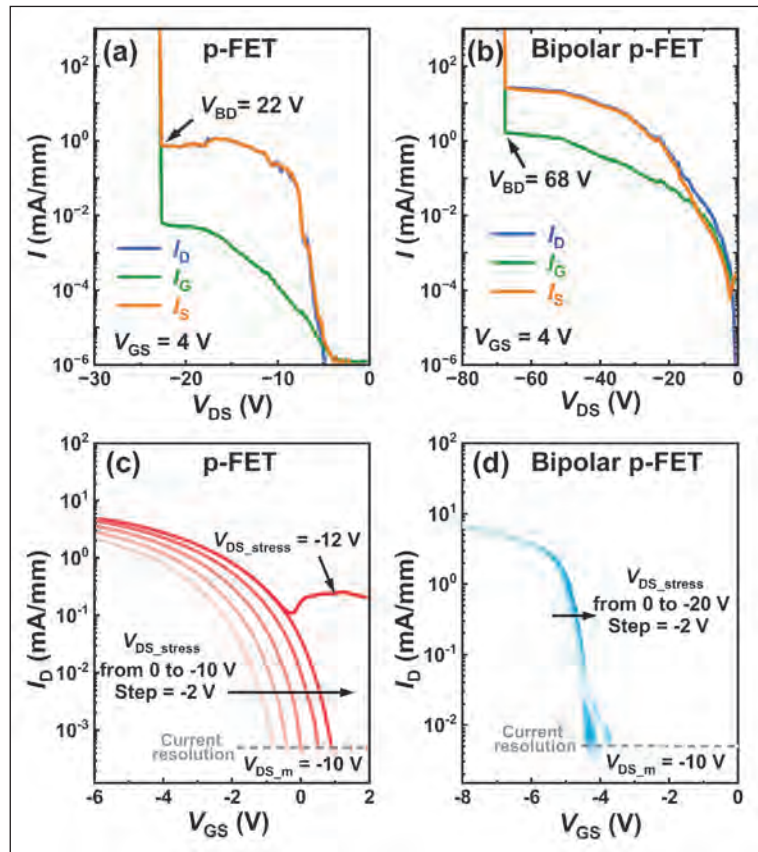 (a) p-FET
V_BD = 22 V
I_D
I_G
I_S
V_GS = 4 V
I (mA/mm)
10^2
10^0
10^-2
10^-4
10^-6
−30 −20 −10 0
V_DS (V)
(b) Bipolar p-FET
V_BD = 68 V
I_D
I_G
I_S
V_GS = 4 V
I (mA/mm)
10^2
10^0
10^-2
10^-4
10^-6
−80 −60 −40 −20 0
V_DS (V)
(c) p-FET
V_DS_stress = -12 V
V_DS_stress
from 0 to -10 V
Step = -2 V
Current
resolution
V_DS_m = -10 V
I_D (mA/mm)
10^2
10^1
10^0
10^-1
10^-2
10^-3
-6 -4 -2 0 2
V_GS (V)
(d) Bipolar p-FET
V_DS_stress
from 0 to -20 V
Step = -2 V
Current
resolution
V_DS_m = -10 V
I_D (mA/mm)
10^2
10^1
10^0
10^-1
10^-2
-8 -6 -4 -2 0
V_GS (V)